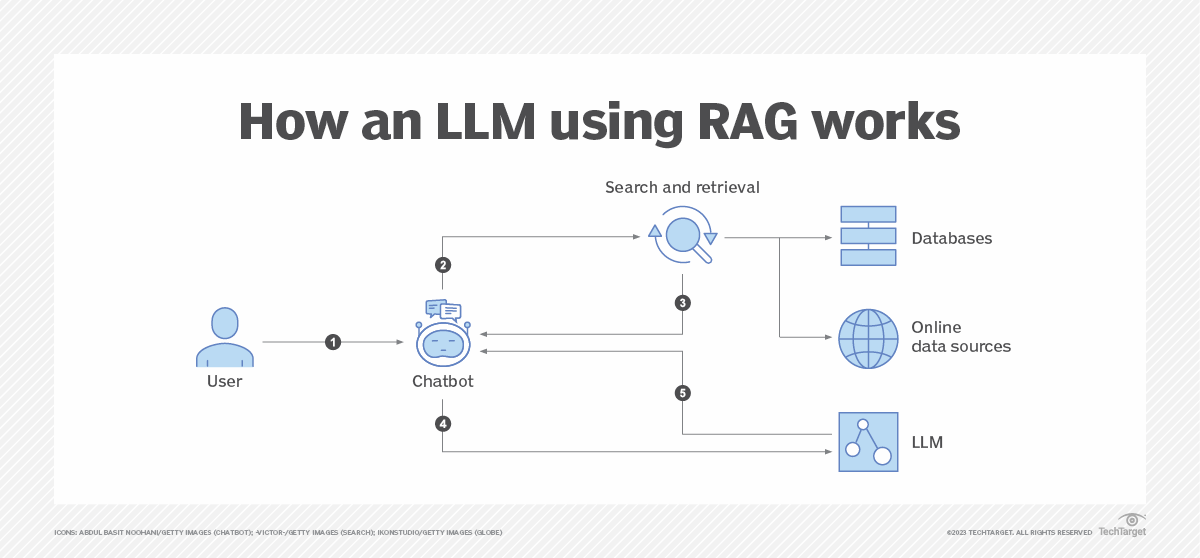 How an LLM using RAG works
Search and retrieval
Databases
2
3
Online
data sources
1
User
Chatbot
5
4
LLM
ICONS: ABDUL BASIT NOOHANI/GETTY IMAGES (CHATBOT); -VICTOR-/GETTY IMAGES (SEARCH); IKONSTUDIO/GETTY IMAGES (GLOBE)
©2023 TECHTARGET. ALL RIGHTS RESERVED
TechTarget